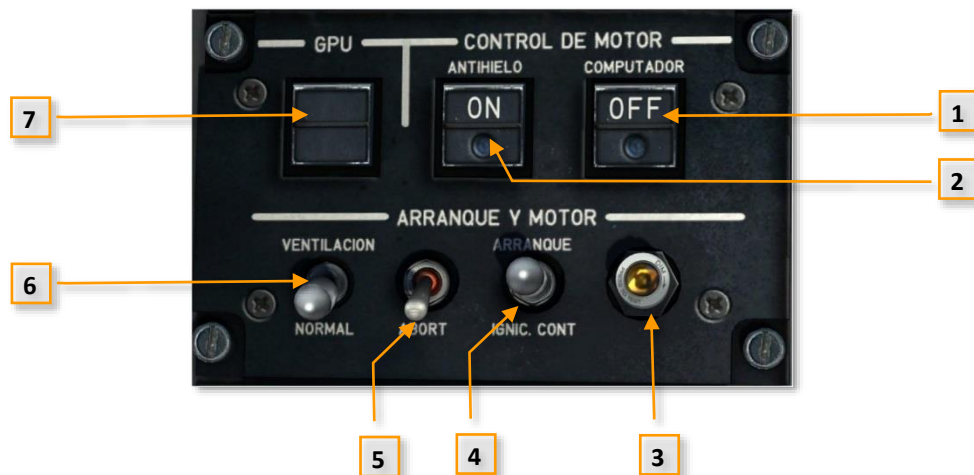 GPU CONTROL DE MOTOR
ANTIHIELO COMPUTADOR
7 ON OFF 1
2
ARRANQUE Y MOTOR
VENTILACION ARRANQUE
6
NORMAL ABORT IGNIC. CONT
5 4 3